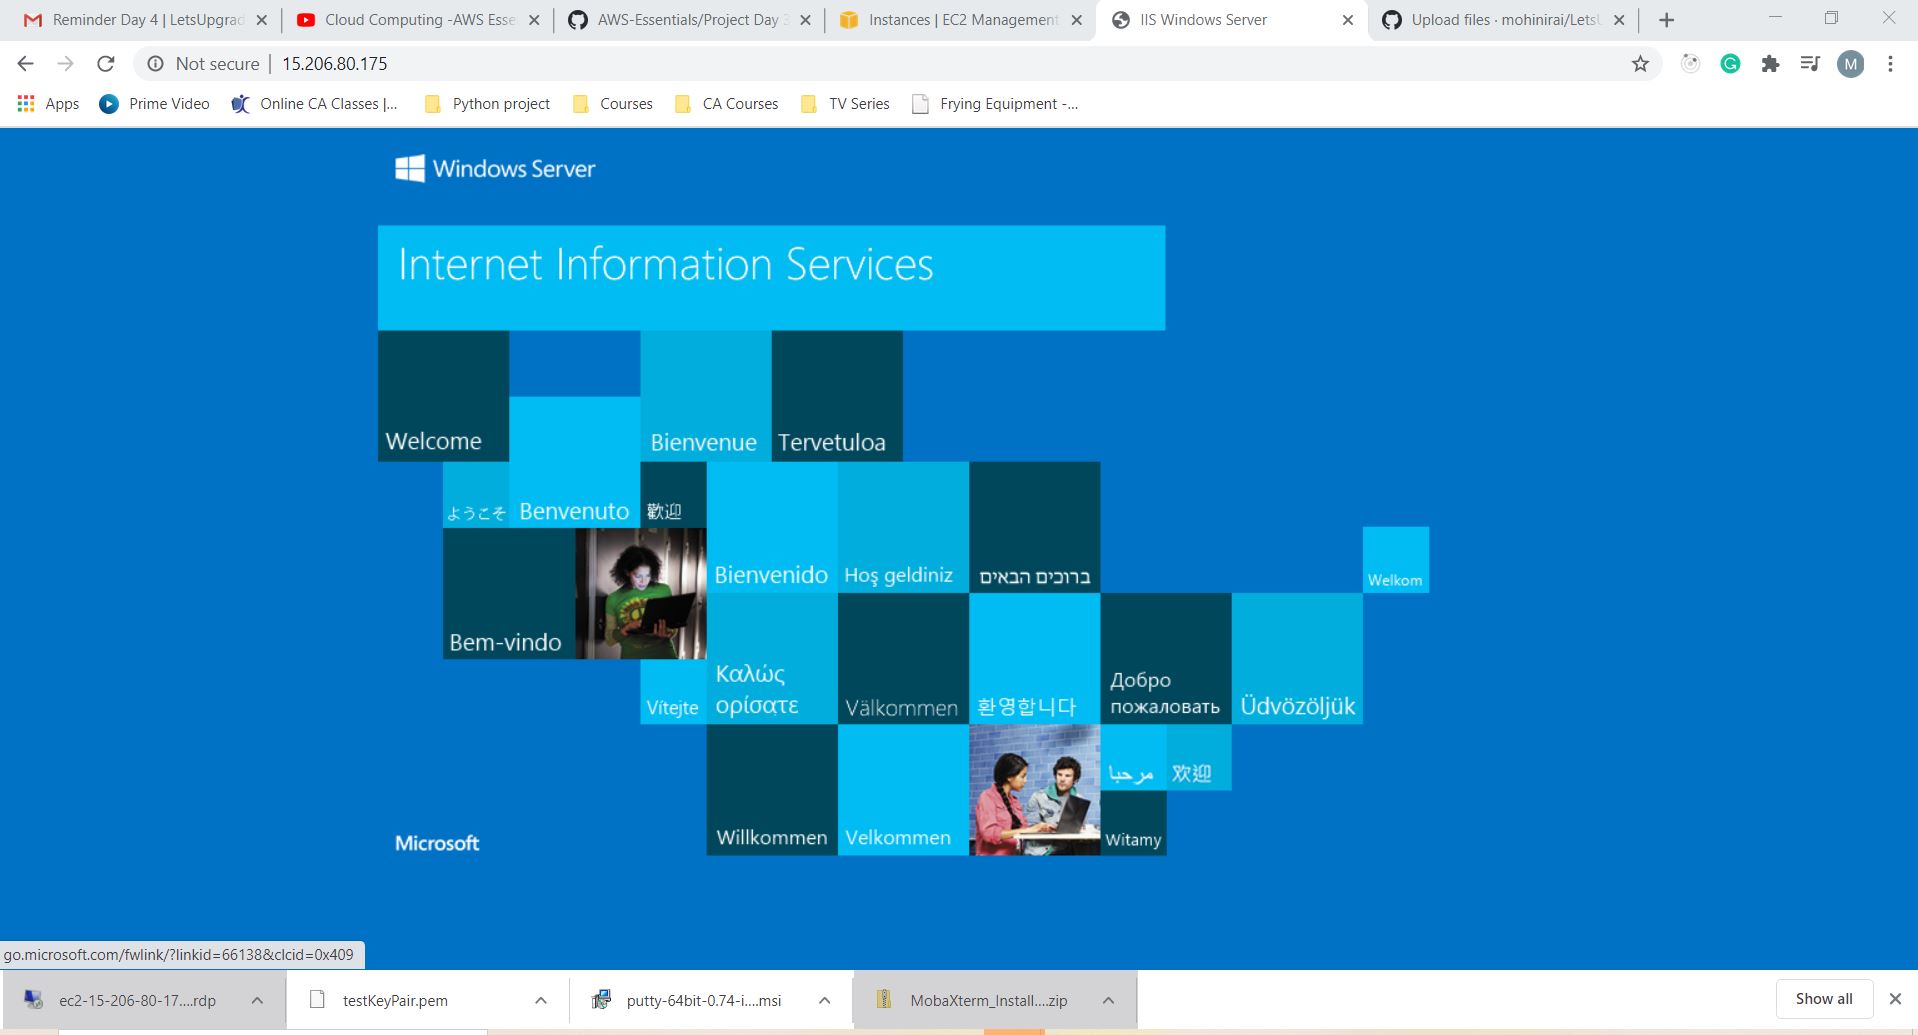 Reminder Day 4 | LetsUpgrad
Cloud Computing -AWS Esse
AWS-Essentials/Project Day 3
Instances | EC2 Management
IIS Windows Server
Upload files · mohinirai/LetsU
Not secure
15.206.80.175
M
Apps
Prime Video
Online CA Classes |...
Python project
Courses
CA Courses
TV Series
Frying Equipment -...
Windows Server
Internet Information Services
Welcome
Bienvenue
Tervetuloa
ようこそ
Benvenuto
歡迎
Bienvenido
Hoş geldiniz
ברוכים הבאים
Welkom
Bem-vindo
Vítejte
Καλώς
ορίσατε
Välkommen
환영합니다
Добро
пожаловать
Üdvözöljük
مرحبا
欢迎
Willkommen
Velkommen
Witamy
Microsoft
go.microsoft.com/fwlink/?linkid=66138&clcid=0x409
ec2-15-206-80-17....rdp
testKeyPair.pem
putty-64bit-0.74-i....msi
MobaXterm_Install....zip
Show all